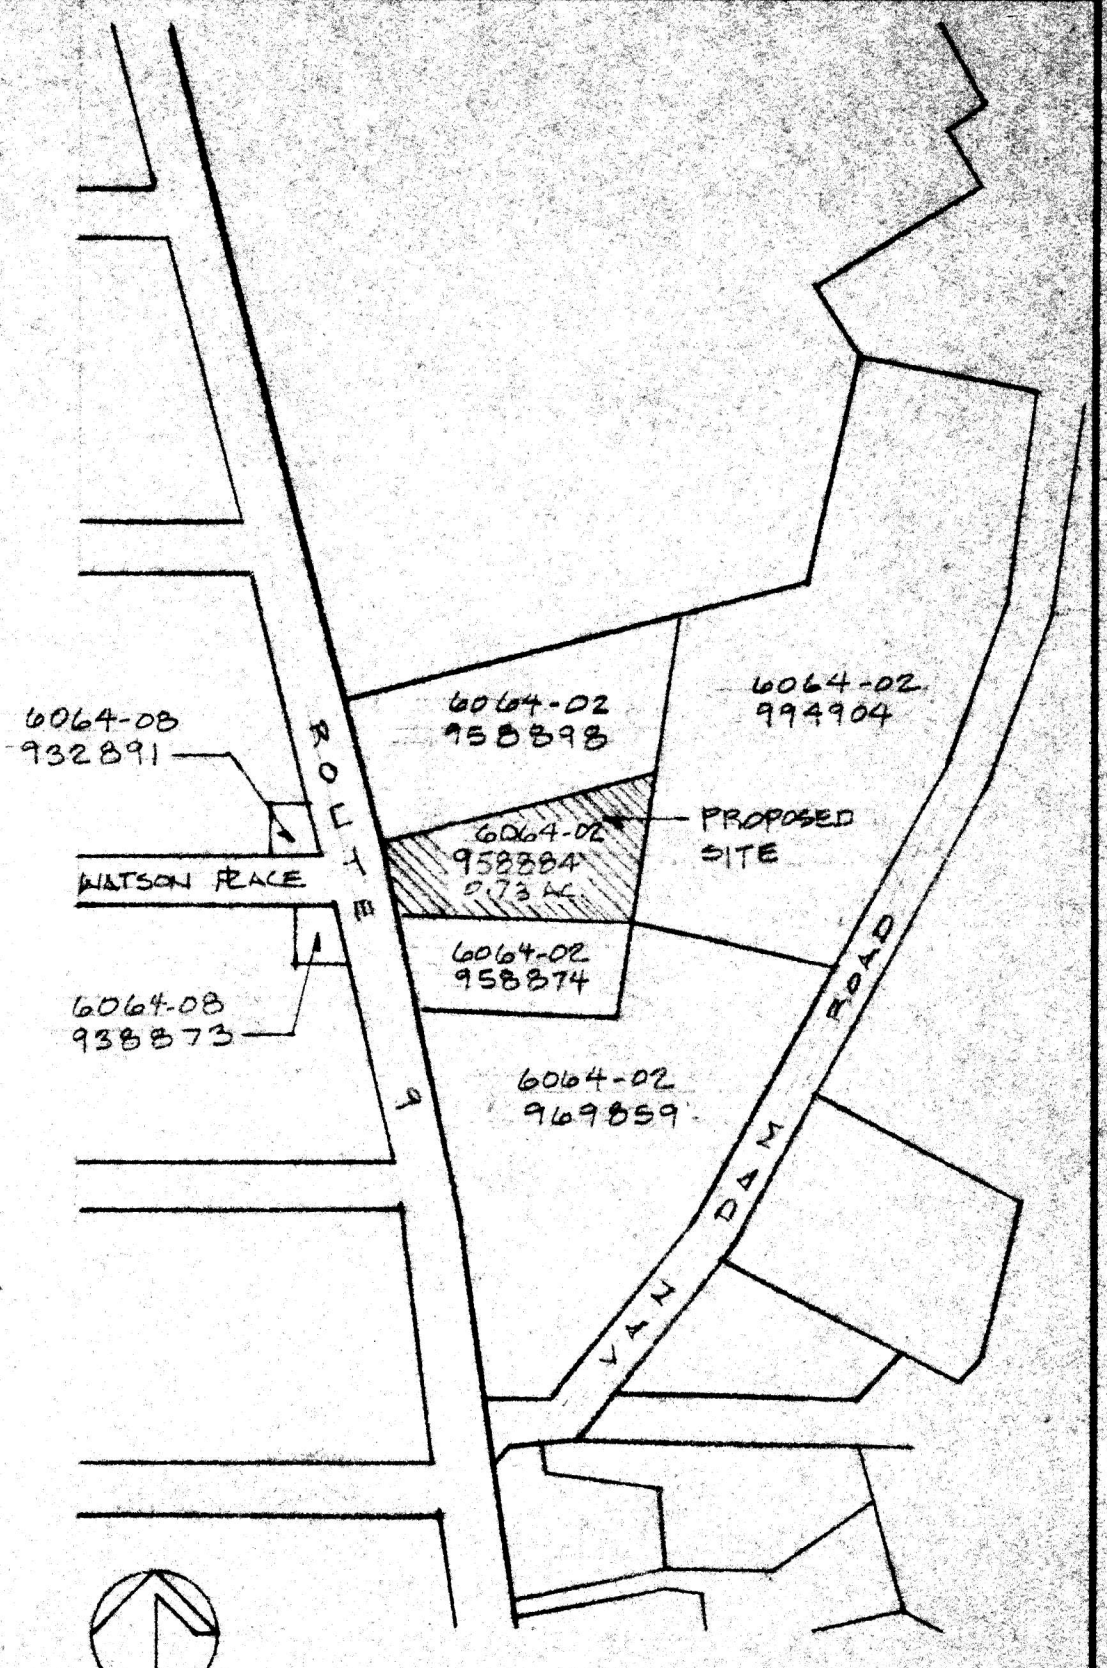 6064-02
994904
6064-02
958898
6064-08
932891
ROUTE 9
PROPOSED
SITE
6064-02
958884
0.73 AC
WATSON PLACE
6064-02
958874
6064-08
938873
6064-02
969859
VAN DAM ROAD